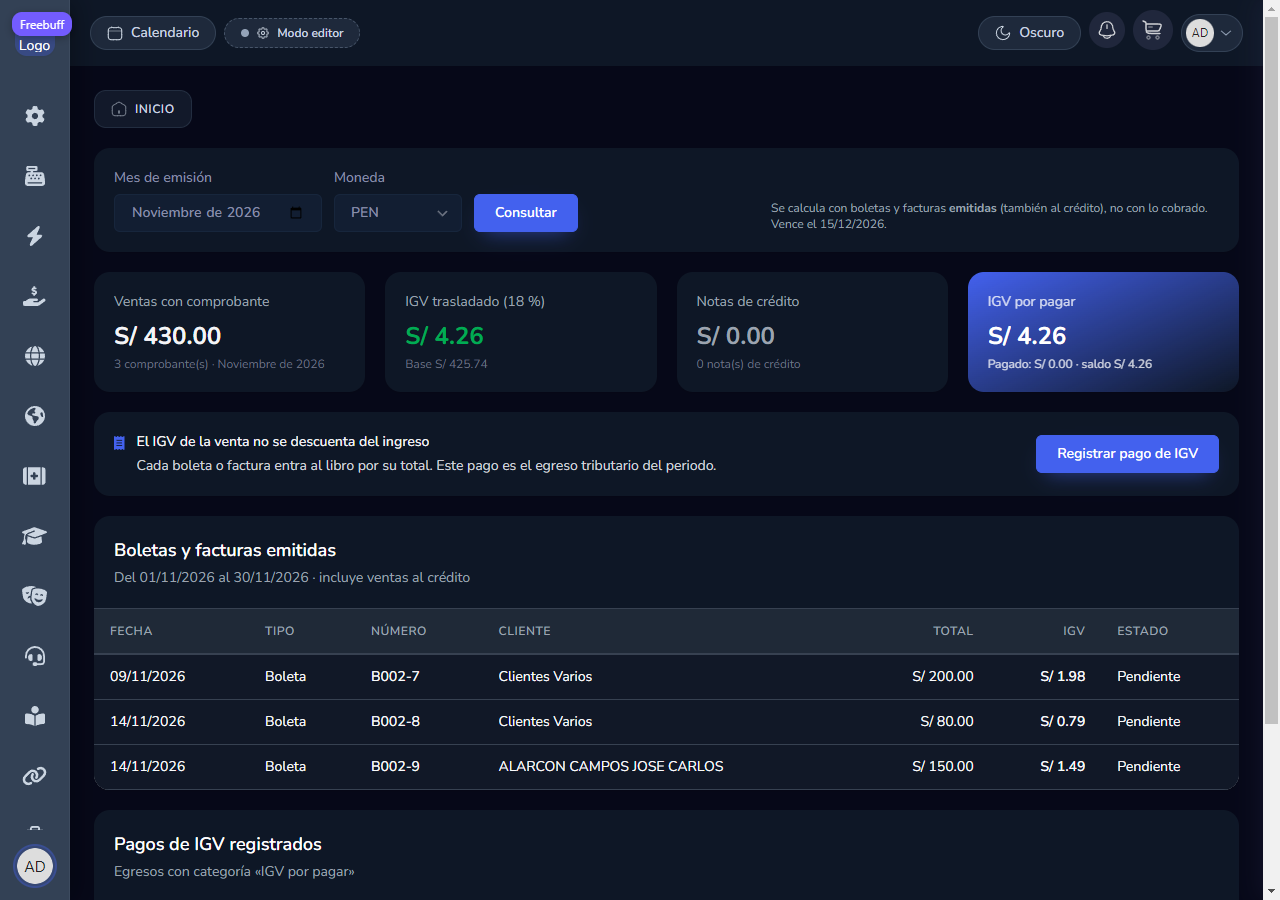 Freebuff
Logo
Calendario
Modo editor
Oscuro
AD
INICIO
Mes de emisión
Moneda
Noviembre de 2026
PEN
Consultar
Se calcula con boletas y facturas emitidas (también al crédito), no con lo cobrado.
Vence el 15/12/2026.
Ventas con comprobante
S/ 430.00
3 comprobante(s) · Noviembre de 2026
IGV trasladado (18 %)
S/ 4.26
Base S/ 425.74
Notas de crédito
S/ 0.00
0 nota(s) de crédito
IGV por pagar
S/ 4.26
Pagado: S/ 0.00 · saldo S/ 4.26
El IGV de la venta no se descuenta del ingreso
Cada boleta o factura entra al libro por su total. Este pago es el egreso tributario del periodo.
Registrar pago de IGV
Boletas y facturas emitidas
Del 01/11/2026 al 30/11/2026 · incluye ventas al crédito
FECHA TIPO NÚMERO CLIENTE TOTAL IGV ESTADO
09/11/2026 Boleta B002-7 Clientes Varios S/ 200.00 S/ 1.98 Pendiente
14/11/2026 Boleta B002-8 Clientes Varios S/ 80.00 S/ 0.79 Pendiente
14/11/2026 Boleta B002-9 ALARCON CAMPOS JOSE CARLOS S/ 150.00 S/ 1.49 Pendiente
Pagos de IGV registrados
Egresos con categoría «IGV por pagar»
AD